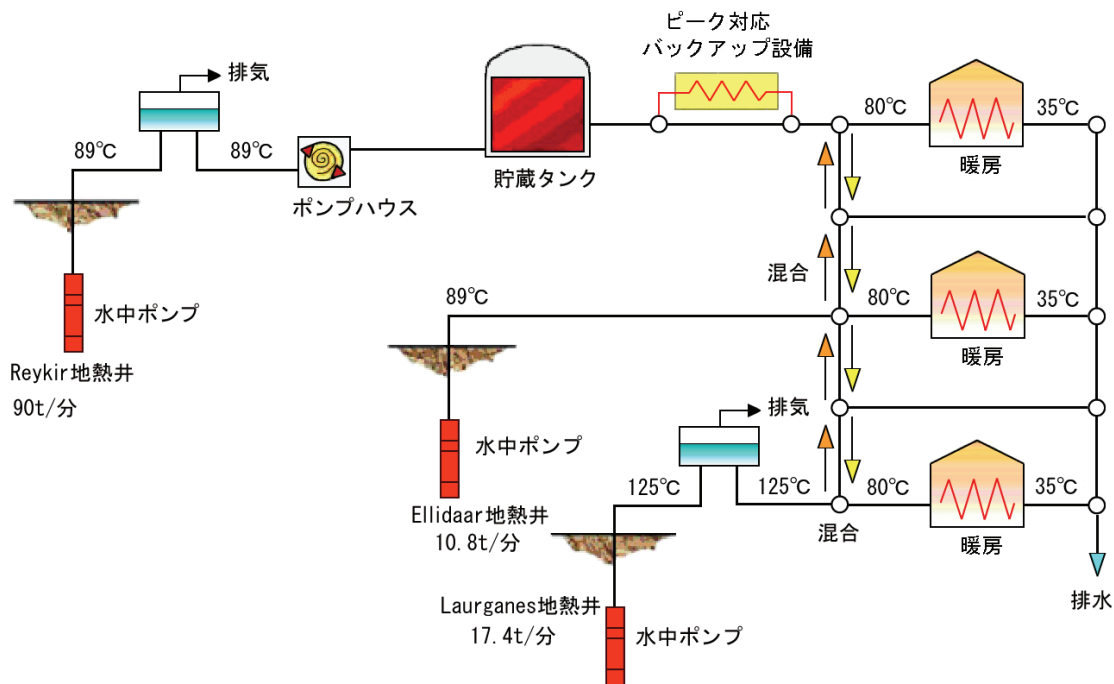 ピーク対応
バックアップ設備
排気
89℃
89℃
ポンプハウス
貯蔵タンク
80℃
35℃
暖房
水中ポンプ
Reykir地熱井
90t/分
混合
89℃
80℃
35℃
暖房
水中ポンプ
Ellidaar地熱井
10.8t/分
排気
125℃
125℃
混合
80℃
35℃
暖房
排水
Laurganes地熱井
17.4t/分
水中ポンプ